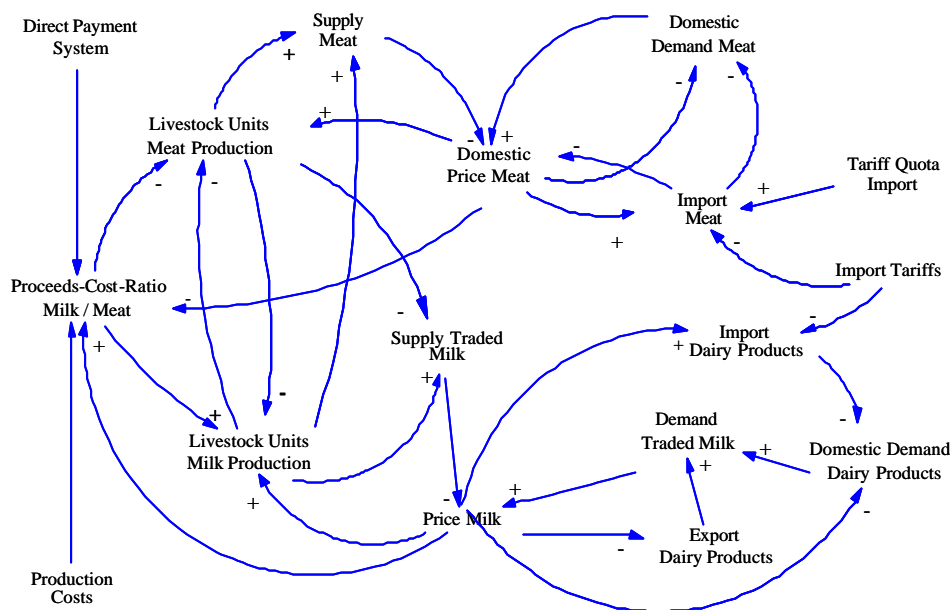 Direct Payment
System
Supply
Meat
+
+
Domestic
Demand Meat
-
-
Livestock Units
Meat Production
-
-
+
-
+
Domestic
Price Meat
-
+
Import
Meat
+
-
Tariff Quota
Import
Import Tariffs
Proceeds-Cost-Ratio
Milk / Meat
-
+
-
Supply Traded
Milk
+
-
+
Import
Dairy Products
-
-
+
Livestock Units
Milk Production
+
Demand
Traded Milk
+
+
Domestic Demand
Dairy Products
-
-
+
Price Milk
-
Export
Dairy Products
Production
Costs